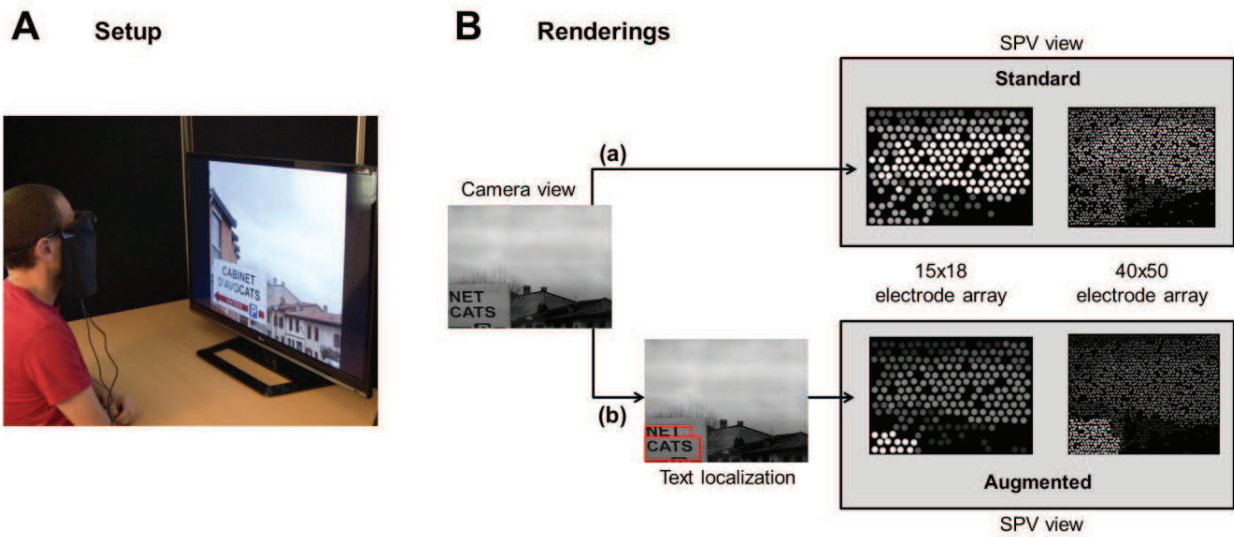 A Setup
CABINET
D'AVOCATS
P
B Renderings
SPV view
Standard
(a)
Camera view
NET
CATS
15x18
electrode array
40x50
electrode array
(b)
NET
CATS
Text localization
Augmented
SPV view